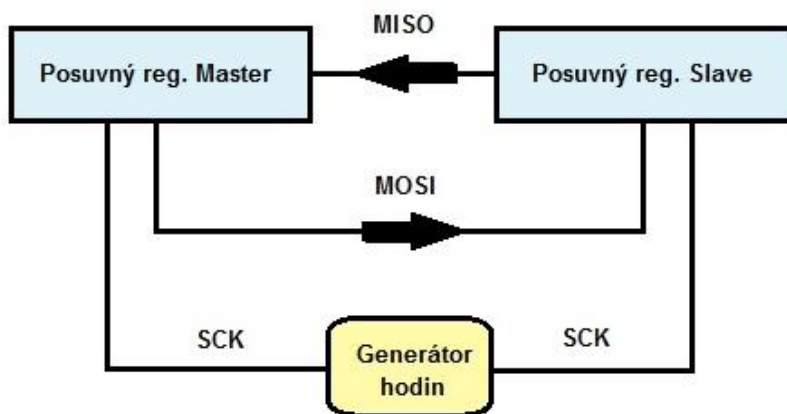 MISO
Posuvný reg. Master
Posuvný reg. Slave
MOSI
SCK
SCK
Generátor
hodin